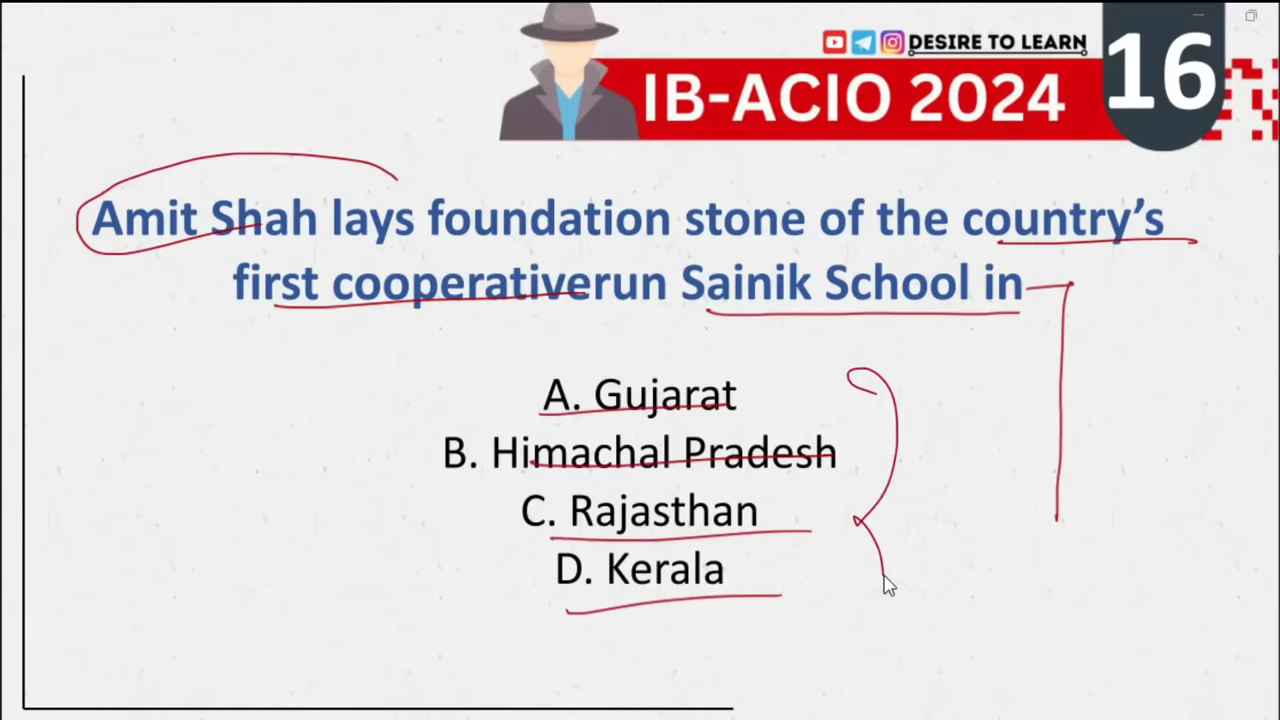 DESIRE TO LEARN
IB-ACIO 2024
16
Amit Shah lays foundation stone of the country’s
first cooperativerun Sainik School in
A. Gujarat
B. Himachal Pradesh
C. Rajasthan
D. Kerala